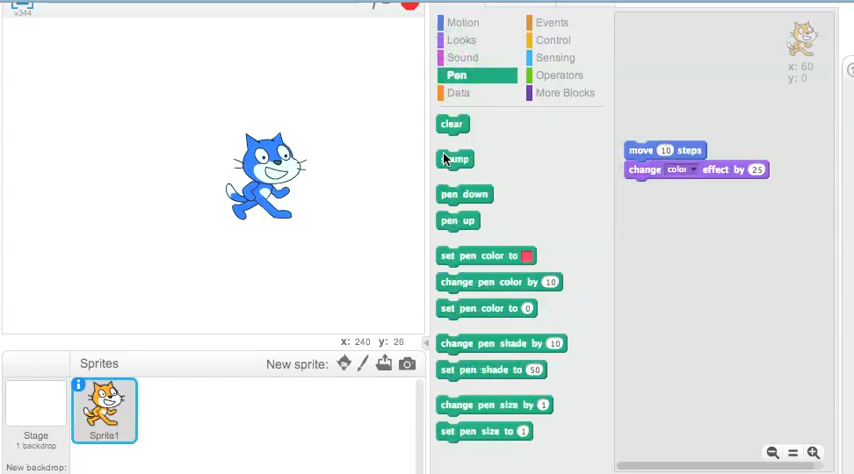 v344
Motion
Events
Looks
Control
Sound
Sensing
Pen
Operators
Data
More Blocks
x: 60
y: 0
clear
pen down
pen up
set pen color to
change pen color by 10
set pen color to 0
change pen shade by 10
set pen shade to 50
change pen size by 1
set pen size to 1
move 10 steps
change color effect by 25
x: 240 y: 26
Sprites
New sprite:
Stage
1 backdrop
Sprite1
New backdrop: